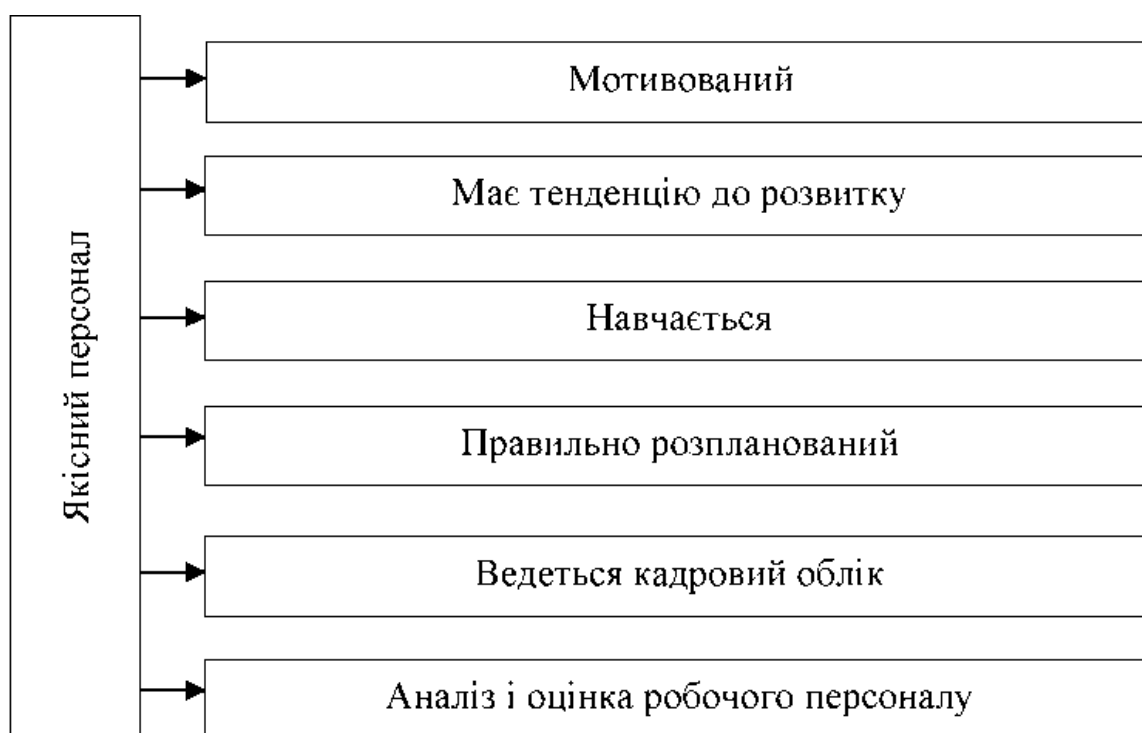 Якісний персонал
Мотивований
Має тенденцію до розвитку
Навчається
Правильно розпланований
Ведеться кадровий облік
Аналіз і оцінка робочого персоналу